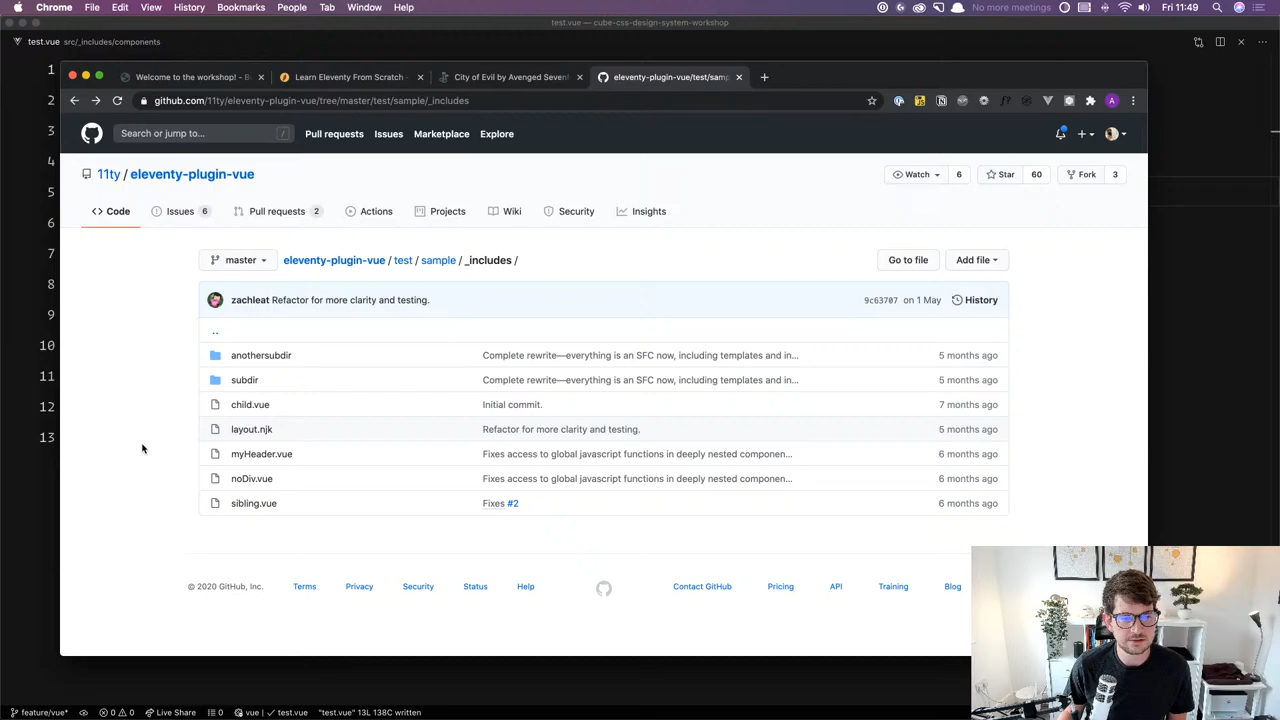 Chrome File Edit View History Bookmarks People Tab Window Help No more meetings Fri 11:49
test.vue — cube-css-design-system-workshop
test.vue src/_includes/components
Welcome to the workshop! - B
Learn Eleventy From Scratch -
City of Evil by Avenged Sevent
eleventy-plugin-vue/test/samp
github.com/11ty/eleventy-plugin-vue/tree/master/test/sample/_includes
Search or jump to... / Pull requests Issues Marketplace Explore
11ty / eleventy-plugin-vue Watch 6 Star 60 Fork 3
Code Issues 6 Pull requests 2 Actions Projects Wiki Security Insights
master eleventy-plugin-vue / test / sample / _includes / Go to file Add file
zachleat Refactor for more clarity and testing. 9c63707 on 1 May History
..
anothersubdir Complete rewrite—everything is an SFC now, including templates and in... 5 months ago
subdir Complete rewrite—everything is an SFC now, including templates and in... 5 months ago
child.vue Initial commit. 7 months ago
layout.njk Refactor for more clarity and testing. 5 months ago
myHeader.vue Fixes access to global javascript functions in deeply nested componen... 6 months ago
noDiv.vue Fixes access to global javascript functions in deeply nested componen... 6 months ago
sibling.vue Fixes #2 6 months ago
© 2020 GitHub, Inc. Terms Privacy Security Status Help Contact GitHub Pricing API Training Blog
1
2
3
4
5
6
7
8
9
10
11
12
13
feature/vue* 0 0 Live Share 0 vue test.vue "test.vue" 13L 138C written